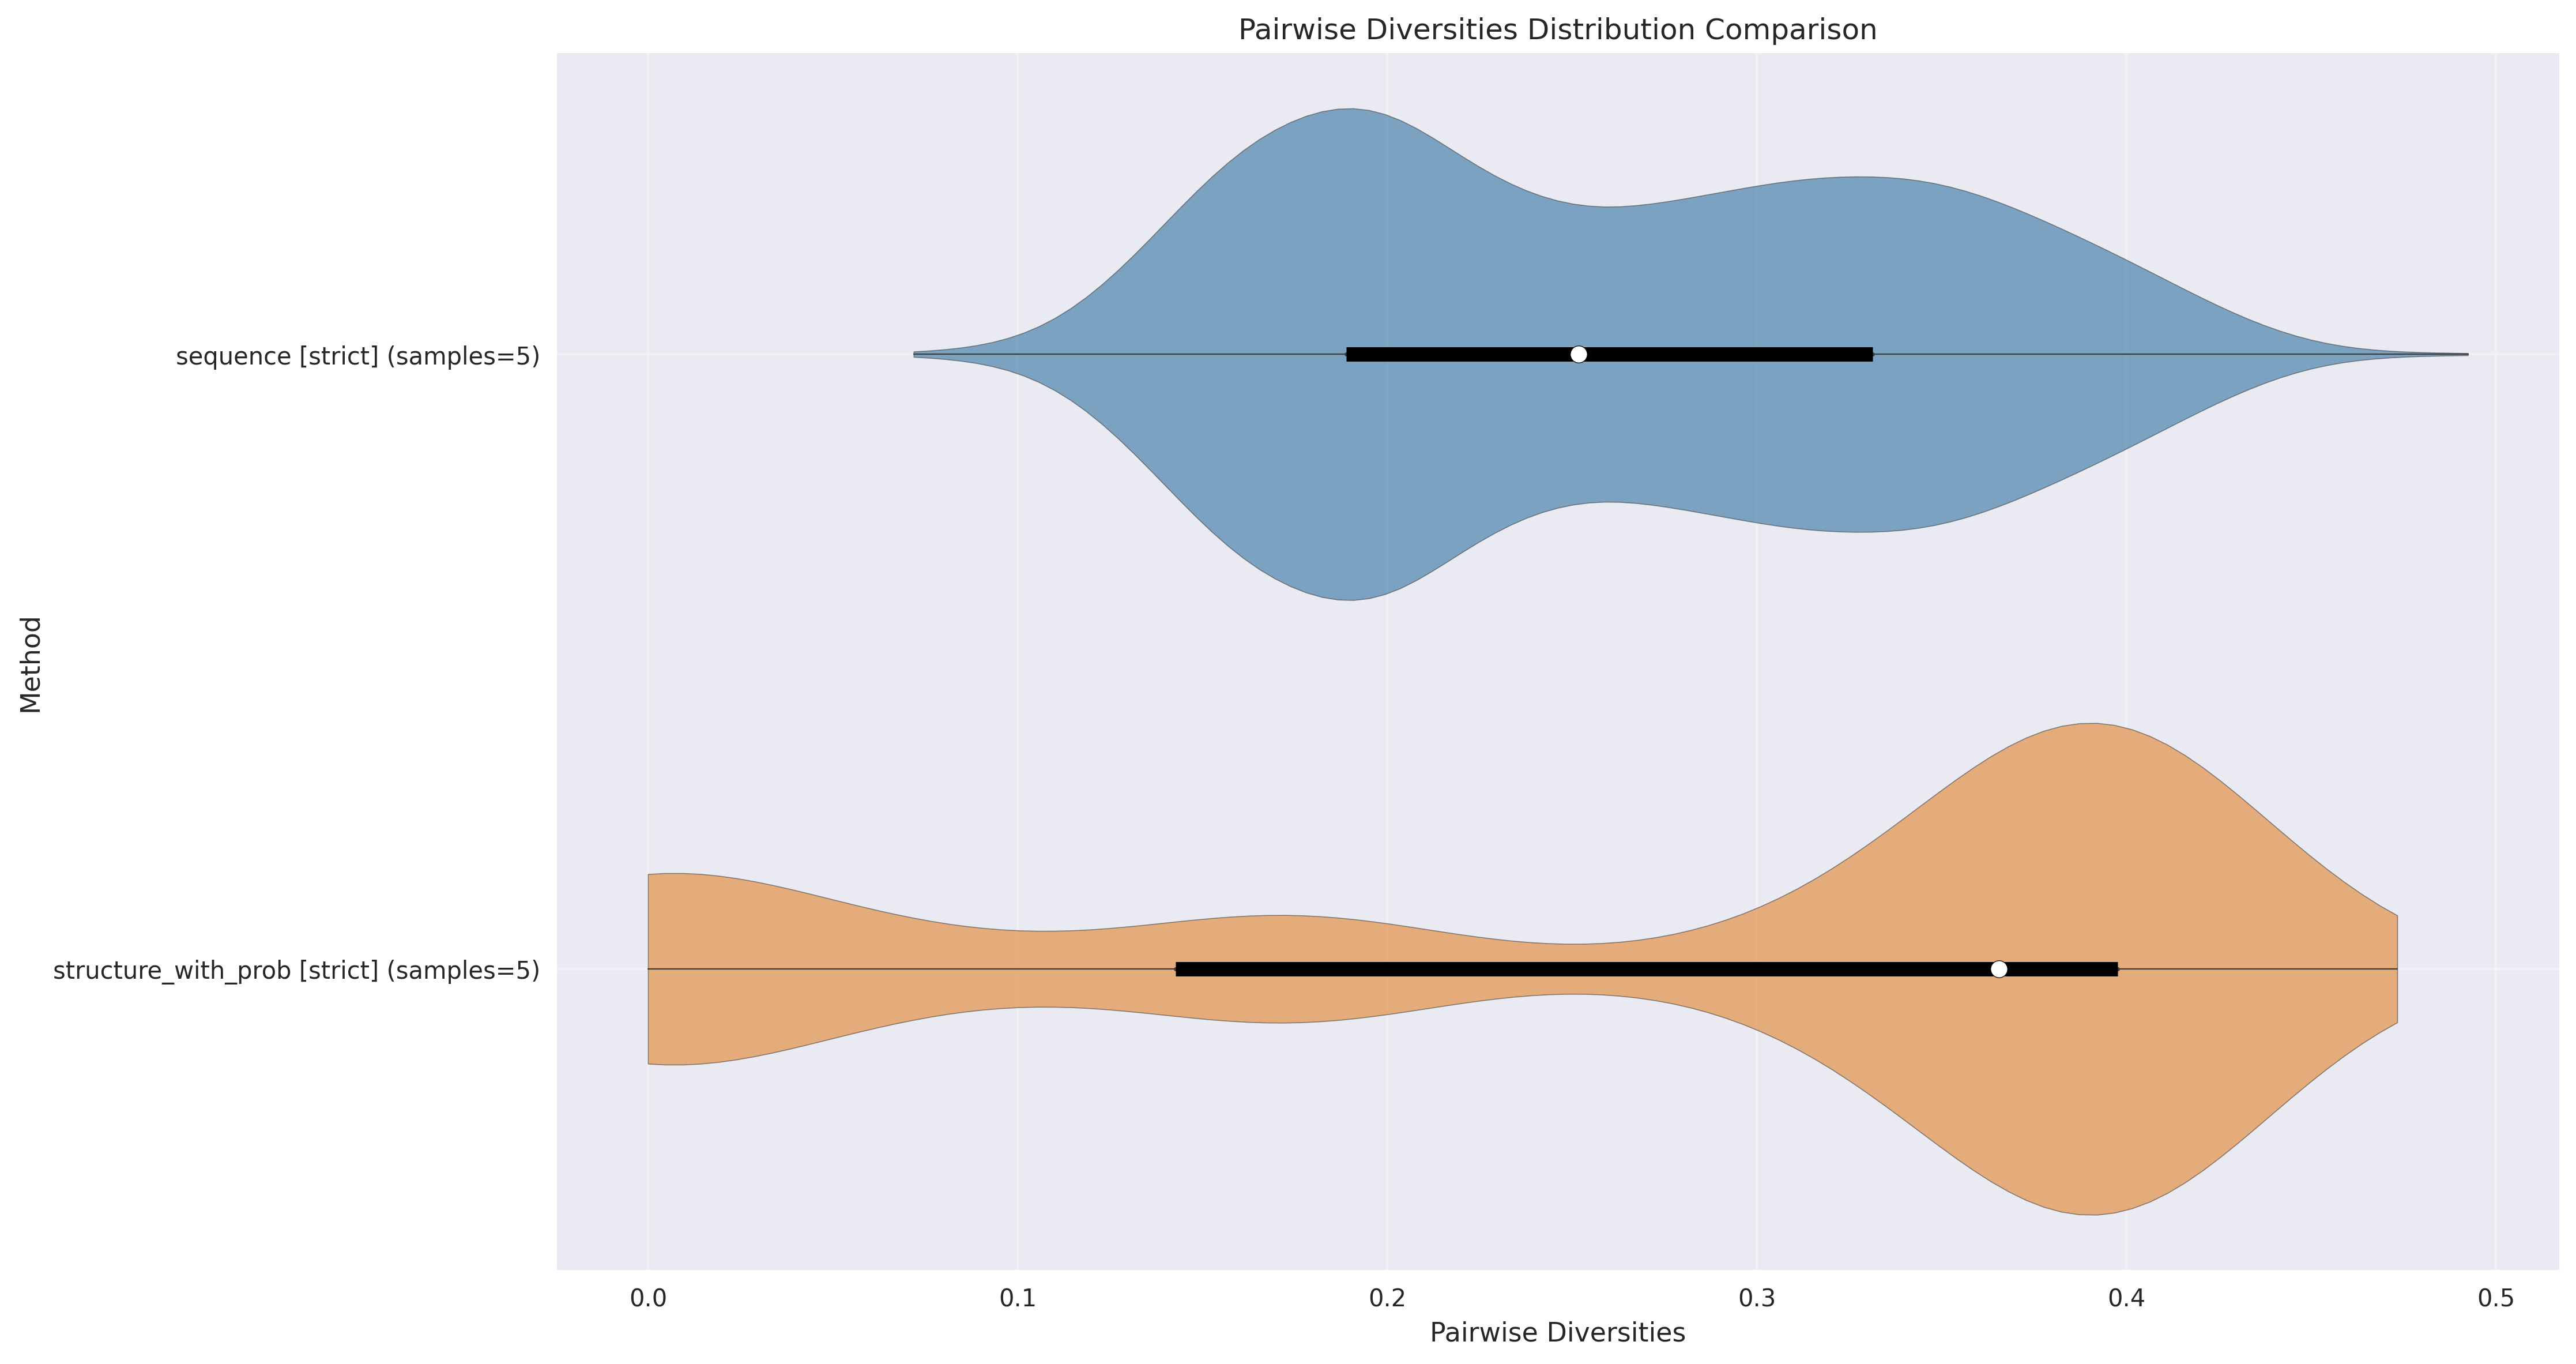 Pairwise Diversities Distribution Comparison
Method
sequence [strict] (samples=5)
structure_with_prob [strict] (samples=5)
0.0 0.1 0.2 0.3 0.4 0.5
Pairwise Diversities